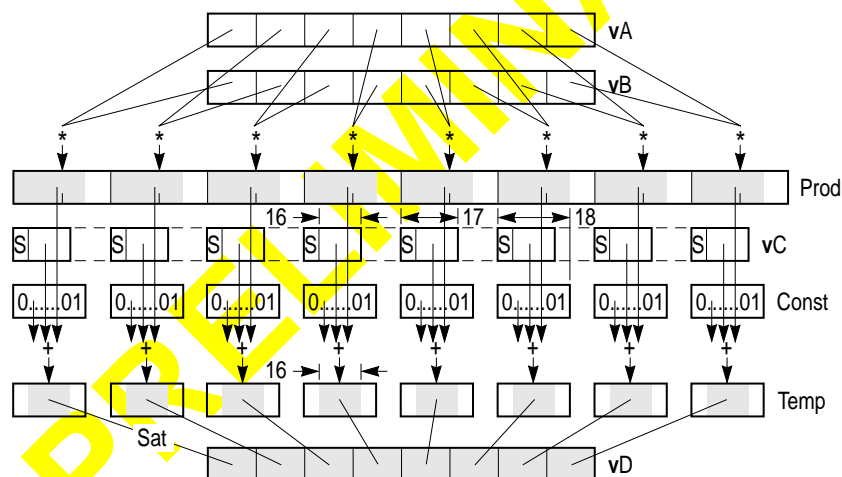 vA
vB
* * * * * * * *
Prod
16 17 18
S S S S S S S S vC
0......01 0......01 0......01 0......01 0......01 0......01 0......01 0......01 Const
+ + + + + + + +
16
Temp
Sat
vD
PRELIMINA